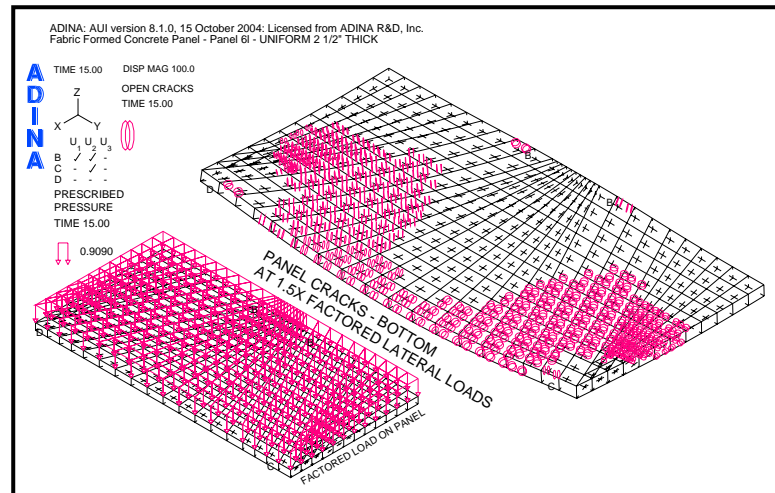 ADINA: AUI version 8.1.0, 15 October 2004: Licensed from ADINA R&D, Inc.
Fabric Formed Concrete Panel - Panel 6l - UNIFORM 2 1/2" THICK
ADINA
TIME 15.00
DISP MAG 100.0
OPEN CRACKS
TIME 15.00
Z
X Y
U1 U2 U3
B ✓ ✓ -
C - ✓ -
D - - -
PRESCRIBED
PRESSURE
TIME 15.00
0.9090
B
B
D
C
PANEL CRACKS - BOTTOM
AT 1.5X FACTORED LATERAL LOADS
B
B
D
C
FACTORED LOAD ON PANEL